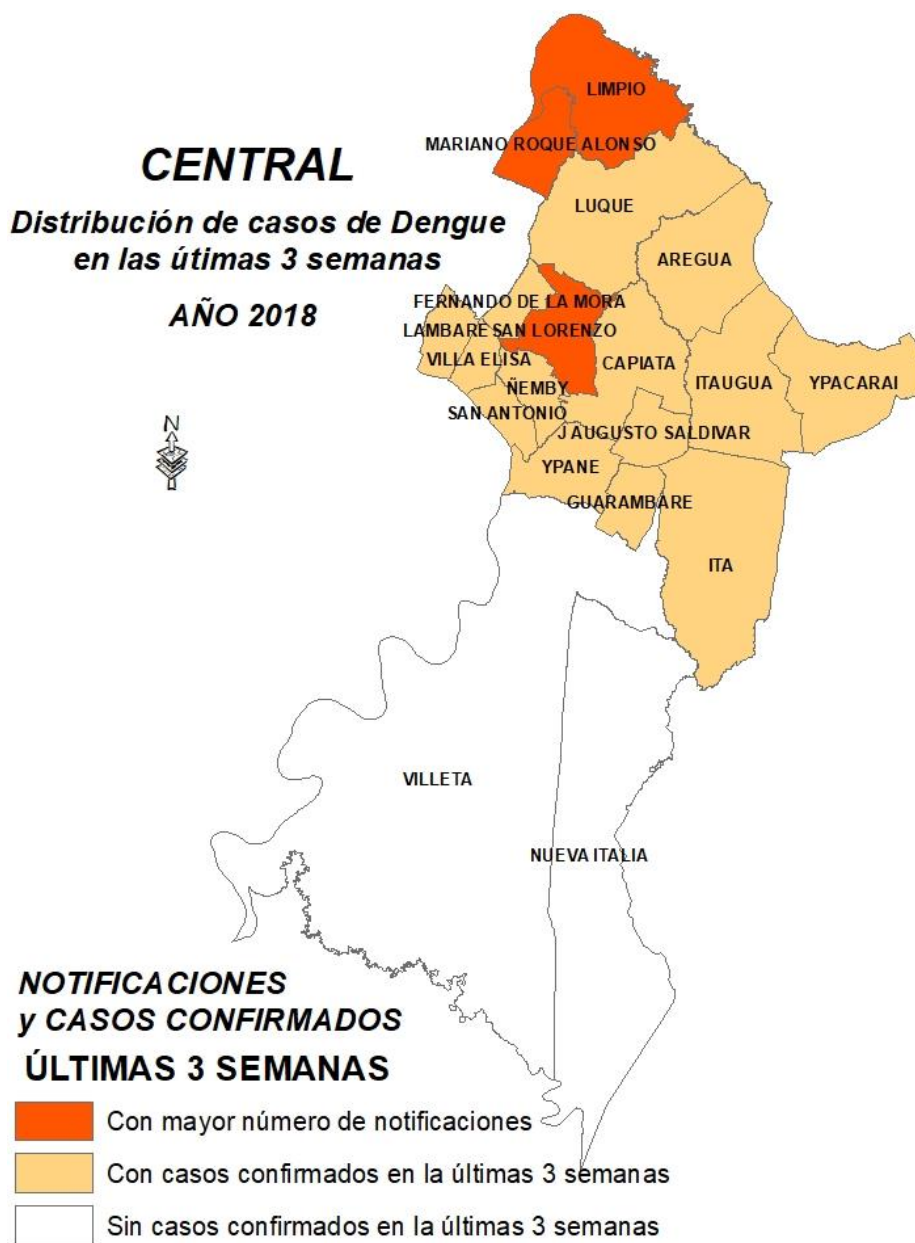 LIMPIO
MARIANO ROQUE ALONSO
CENTRAL
Distribución de casos de Dengue
en las útimas 3 semanas
AÑO 2018
LUQUE
AREGUA
FERNANDO DE LA MORA
LAMBARE
SAN LORENZO
VILLA ELISA
CAPIATA
ITAUGUA
YPACARAI
ÑEMBY
SAN ANTONIO
J AUGUSTO SALDIVAR
YPANE
GUARAMBARE
ITA
N
VILLETA
NUEVA ITALIA
NOTIFICACIONES
y CASOS CONFIRMADOS
ÚLTIMAS 3 SEMANAS
Con mayor número de notificaciones
Con casos confirmados en la últimas 3 semanas
Sin casos confirmados en la últimas 3 semanas